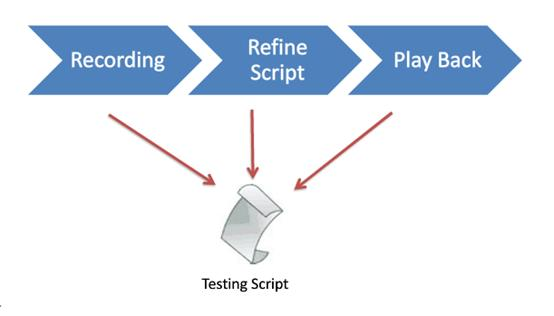 Recording
Refine
Script
Play Back
Testing Script